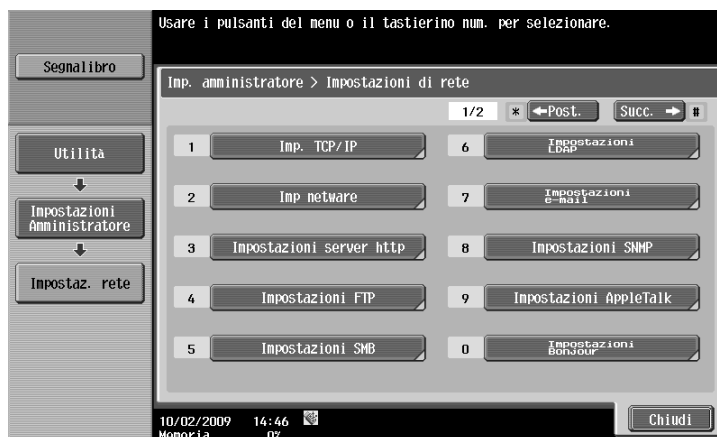 Usare i pulsanti del menu o il tastierino num. per selezionare.
Segnalibro
Imp. amministratore > Impostazioni di rete
1/2 * ←Post. Succ. → #
Utilità
Impostazioni
Amministratore
Impostaz. rete
1 Imp. TCP/IP
2 Imp netware
3 Impostazioni server http
4 Impostazioni FTP
5 Impostazioni SMB
6 Impostazioni
LDAP
7 Impostazioni
e-mail
8 Impostazioni SNMP
9 Impostazioni AppleTalk
0 Impostazioni
Bonjour
10/02/2009 14:46
Memoria 0%
Chiudi